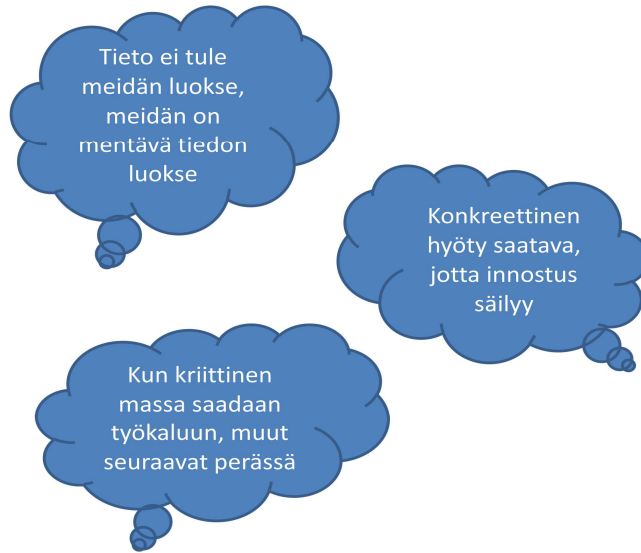 Tieto ei tule
meidän luokse,
meidän on
mentävä tiedon
luokse
Konkreettinen
hyöty saatava,
jotta innostus
säilyy
Kun kriittinen
massa saadaan
työkaluun, muut
seuraavat perässä